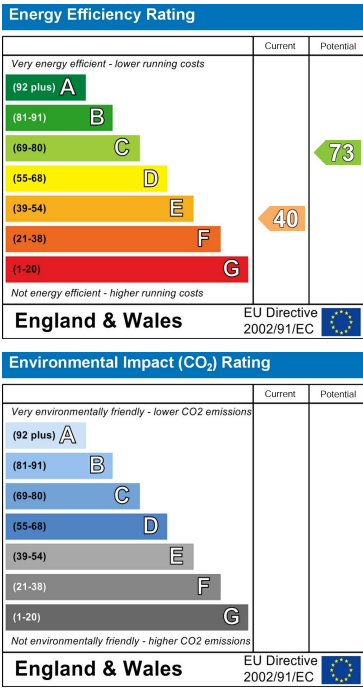 Energy Efficiency Rating
Current Potential
Very energy efficient - lower running costs
(92 plus) A
(81-91) B
(69-80) C
73
(55-68) D
(39-54) E
40
(21-38) F
(1-20) G
Not energy efficient - higher running costs
England & Wales
EU Directive
2002/91/EC
Environmental Impact (CO₂) Rating
Current Potential
Very environmentally friendly - lower CO2 emissions
(92 plus) A
(81-91) B
(69-80) C
(55-68) D
(39-54) E
(21-38) F
(1-20) G
Not environmentally friendly - higher CO2 emissions
England & Wales
EU Directive
2002/91/EC